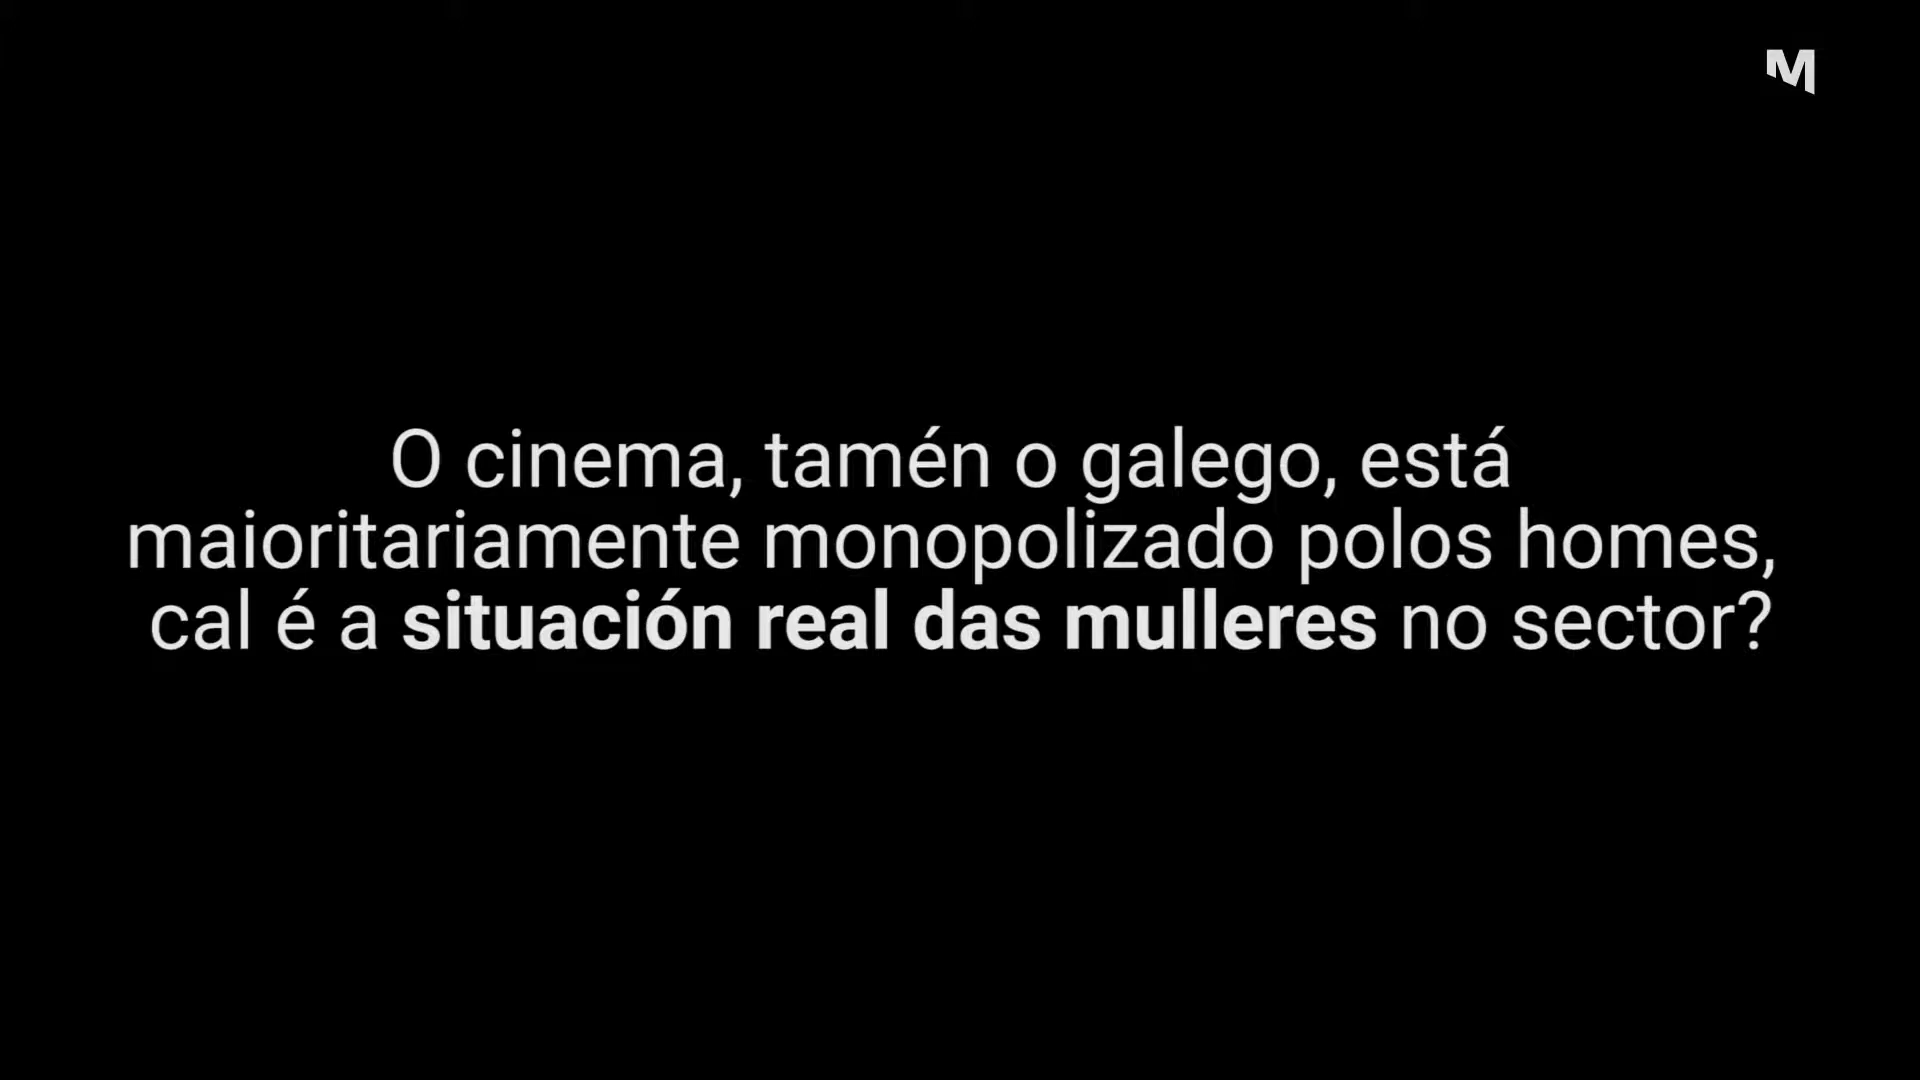 M
O cinema, tamén o galego, está
maioritariamente monopolizado polos homes,
cal é a situación real das mulleres no sector?